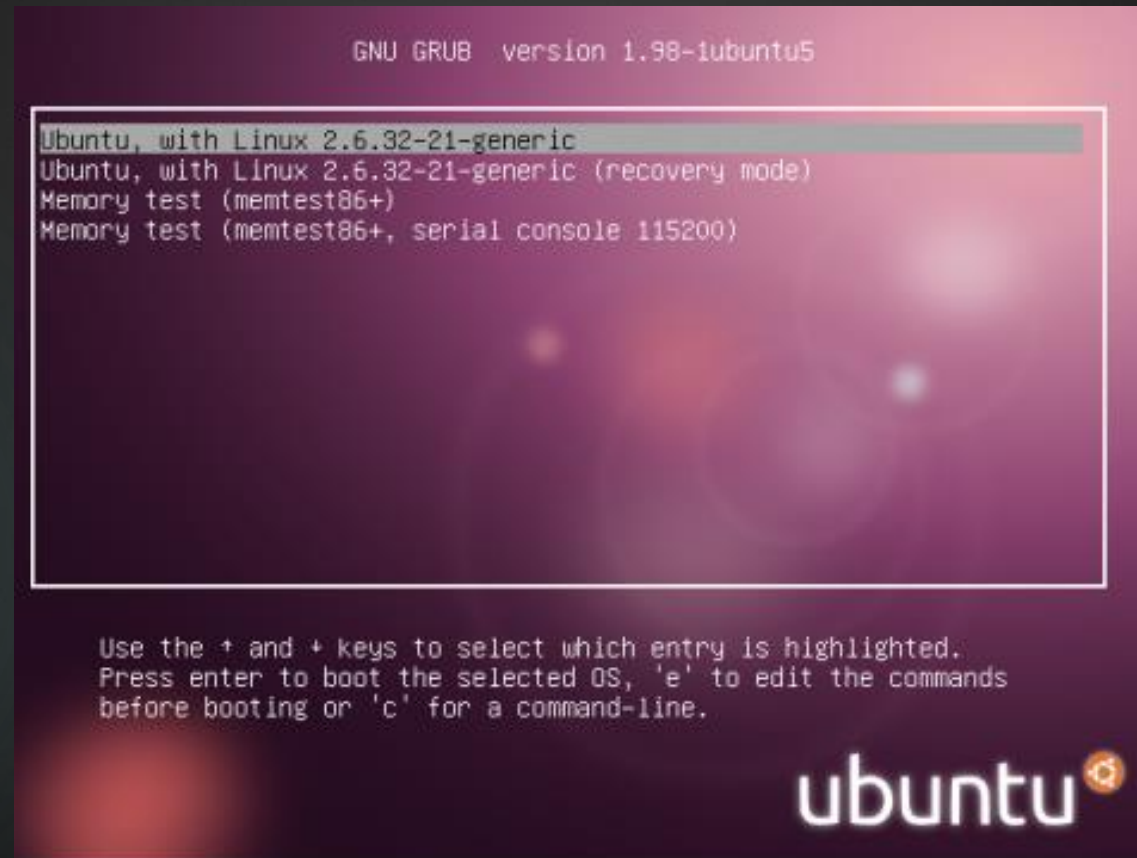 GNU GRUB version 1.98-1ubuntu5
Ubuntu, with Linux 2.6.32-21-generic
Ubuntu, with Linux 2.6.32-21-generic (recovery mode)
Memory test (memtest86+)
Memory test (memtest86+, serial console 115200)
Use the ↑ and ↓ keys to select which entry is highlighted.
Press enter to boot the selected OS, 'e' to edit the commands
before booting or 'c' for a command-line.
ubuntu